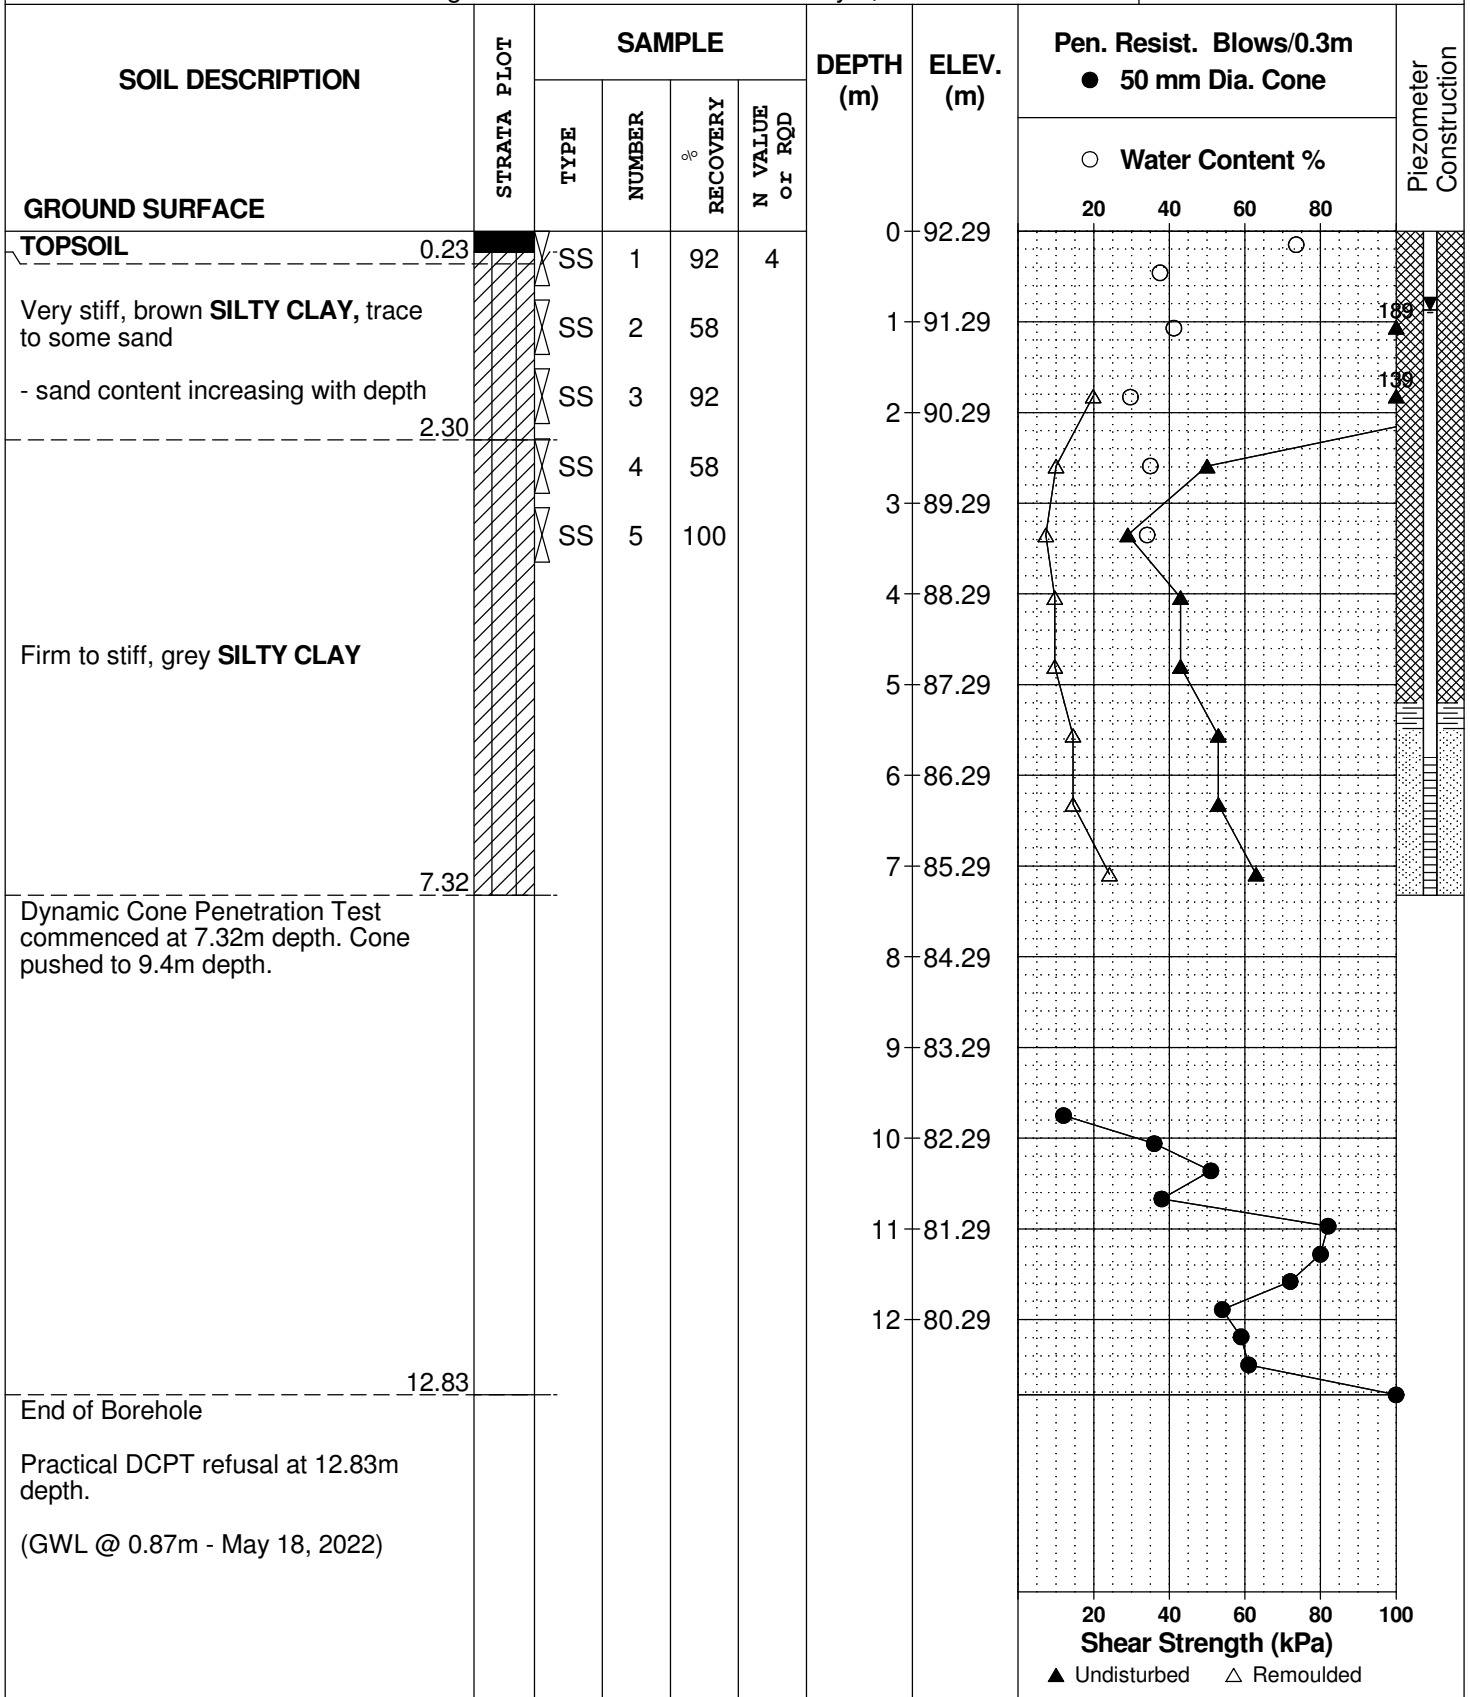 SOIL DESCRIPTION
GROUND SURFACE
STRATA PLOT
SAMPLE
TYPE
NUMBER
%
RECOVERY
N VALUE
or RQD
DEPTH
(m)
ELEV.
(m)
Pen. Resist. Blows/0.3m
● 50 mm Dia. Cone
○ Water Content %
20 40 60 80
Piezometer
Construction
TOPSOIL 0.23
Very stiff, brown SILTY CLAY, trace
to some sand
- sand content increasing with depth
2.30
Firm to stiff, grey SILTY CLAY
7.32
Dynamic Cone Penetration Test
commenced at 7.32m depth. Cone
pushed to 9.4m depth.
12.83
End of Borehole
Practical DCPT refusal at 12.83m
depth.
(GWL @ 0.87m - May 18, 2022)
SS 1 92 4
SS 2 58
SS 3 92
SS 4 58
SS 5 100
0 92.29
1 91.29
2 90.29
3 89.29
4 88.29
5 87.29
6 86.29
7 85.29
8 84.29
9 83.29
10 82.29
11 81.29
12 80.29
189
139
20 40 60 80 100
Shear Strength (kPa)
▲ Undisturbed △ Remoulded